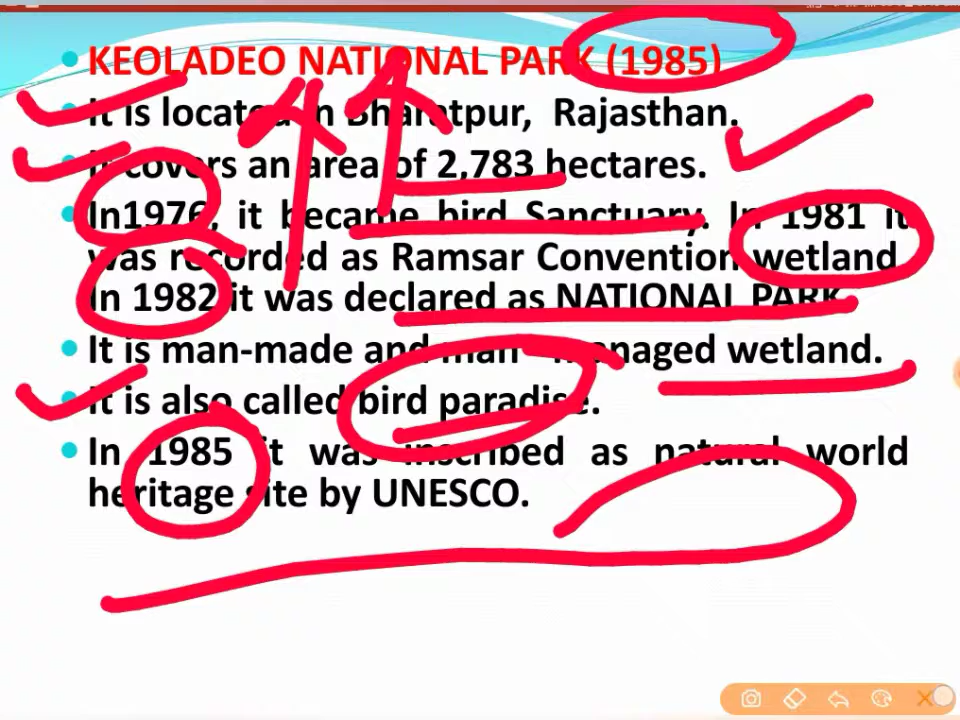 KEOLADEO NATIONAL PARK (1985)
It is located in Bharatpur, Rajasthan.
It covers an area of 2,783 hectares.
In1976, it became bird Sanctuary. In 1981 it
was recorded as Ramsar Convention wetland.
In 1982 it was declared as NATIONAL PARK.
It is man-made and man managed wetland.
It is also called bird paradise.
In 1985 it was inscribed as natural world
heritage site by UNESCO.